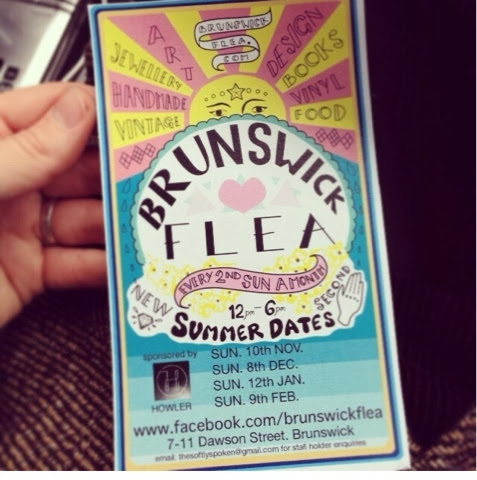 BRUNSWICK
FLEA.
COM
ART
JEWELLERY
HANDMADE
VINTAGE
DESIGN
BOOKS
VINYL
FOOD
BRUNSWICK
FLEA
EVERY 2ND SUN A MONTH
NEW
SECOND
12pm-6pm
SUMMER DATES
sponsored by
H
HOWLER
SUN. 10th NOV.
SUN. 8th DEC.
SUN. 12th JAN.
SUN. 9th FEB.
www.facebook.com/brunswickflea
7-11 Dawson Street. Brunswick
email: thesoftlyspoken@gmail.com for stall holder enquiries